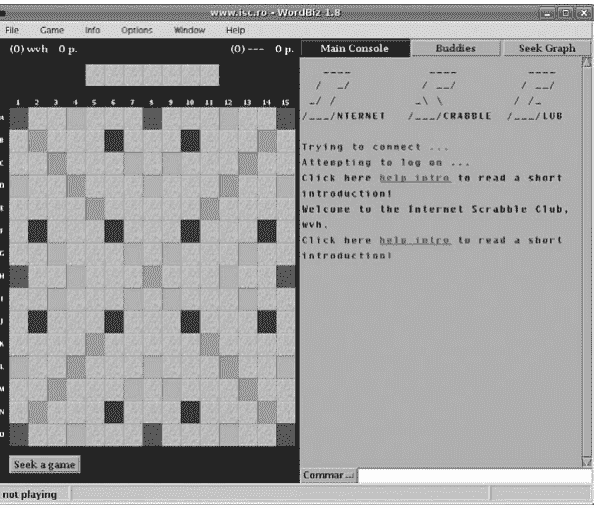 www.isc.ro - WordBiz 1.8
File Game Info Options Window Help
(0) wvh 0 p. (0) --- 0 p.
Main Console Buddies Seek Graph
1 2 3 4 5 6 7 8 9 10 11 12 13 14 15
A
B
C
D
E
F
G
H
I
J
K
L
M
N
O
/___/NTERNET /___/CRABBLE /___/LUB
Trying to connect ...
Attempting to log on ...
Click here help intro to read a short
introduction!
Welcome to the Internet Scrabble Club,
wvh.
Click here help intro to read a short
introduction!
Seek a game
Commar...
not playing